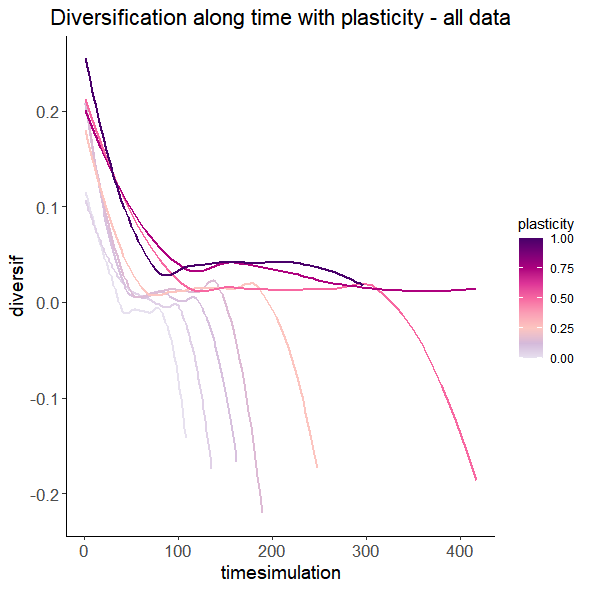 Diversification along time with plasticity - all data
diversif
0.2
0.1
0.0
-0.1
-0.2
0 100 200 300 400
timesimulation
plasticity
1.00
0.75
0.50
0.25
0.00